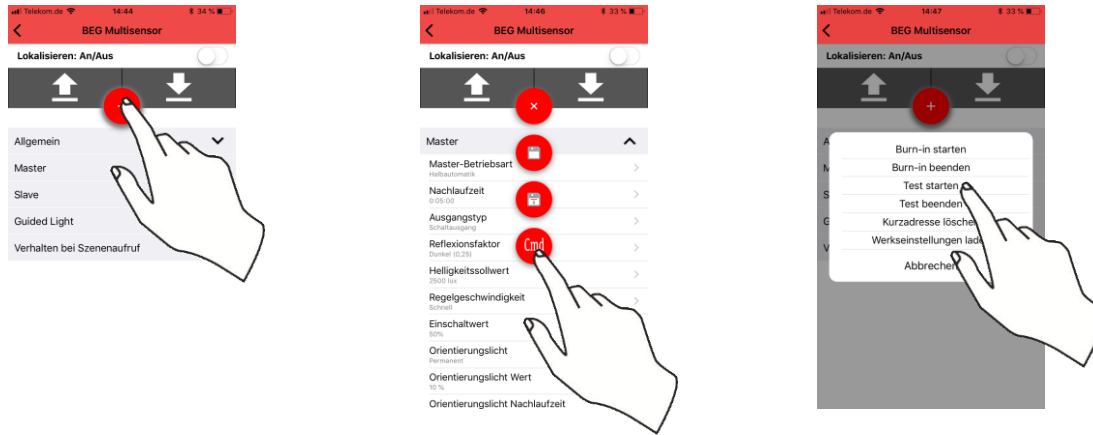 Telekom.de 14:44 34 %
BEG Multisensor
Lokalisieren: An/Aus
Allgemein
Master
Slave
Guided Light
Verhalten bei Szenenaufruf
Telekom.de 14:46 33 %
BEG Multisensor
Lokalisieren: An/Aus
×
Master
Master-Betriebsart
Halbautomatik
Nachlaufzeit
0:05:00
Ausgangstyp
Schaltausgang
Reflexionsfaktor
Dunkel (0,25)
Cmd
Helligkeitssollwert
2500 lux
Regelgeschwindigkeit
Schnell
Einschaltwert
50%
Orientierungslicht
Permanent
Orientierungslicht Wert
10 %
Orientierungslicht Nachlaufzeit
Telekom.de 14:47 33 %
BEG Multisensor
Lokalisieren: An/Aus
+
A
M
S
G
V
Burn-in starten
Burn-in beenden
Test starten
Test beenden
Kurzadresse lösche
Werkseinstellungen lade
Abbrechen